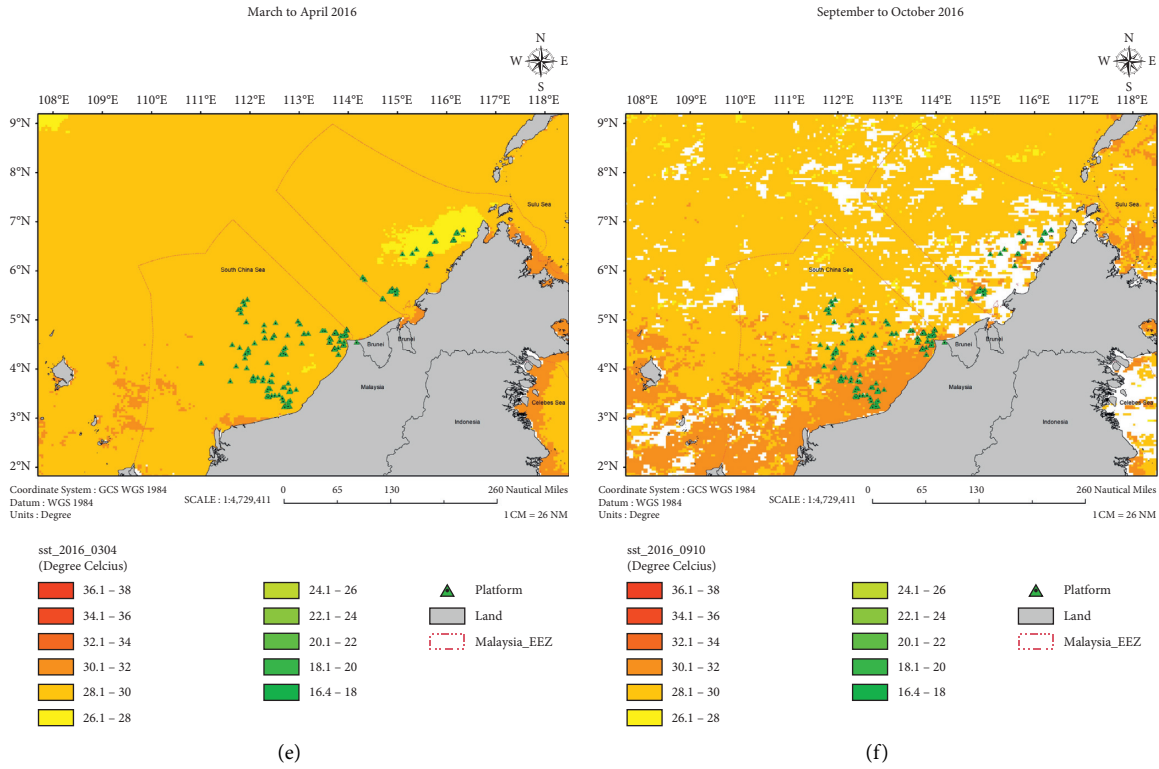 March to April 2016
N
W E
S
108°E 109°E 110°E 111°E 112°E 113°E 114°E 115°E 116°E 117°E 118°E
9°N
8°N
7°N
6°N
5°N
4°N
3°N
2°N
Sulu Sea
South China Sea
Brunei
Brunei
Malaysia
Indonesia
Celebes Sea
Coordinate System : GCS WGS 1984
Datum : WGS 1984
Units : Degree
SCALE : 1:4,729,411
0 65 130 260 Nautical Miles
1 CM = 26 NM
sst_2016_0304
(Degree Celcius)
36.1 – 38
34.1 – 36
32.1 – 34
30.1 – 32
28.1 – 30
26.1 – 28
24.1 – 26
22.1 – 24
20.1 – 22
18.1 – 20
16.4 – 18
Platform
Land
Malaysia_EEZ
(e)
September to October 2016
N
W E
S
108°E 109°E 110°E 111°E 112°E 113°E 114°E 115°E 116°E 117°E 118°E
9°N
8°N
7°N
6°N
5°N
4°N
3°N
2°N
Sulu Sea
South China Sea
Brunei
Brunei
Malaysia
Indonesia
Celebes Sea
Coordinate System : GCS WGS 1984
Datum : WGS 1984
Units : Degree
SCALE : 1:4,729,411
0 65 130 260 Nautical Miles
1 CM = 26 NM
sst_2016_0910
(Degree Celcius)
36.1 – 38
34.1 – 36
32.1 – 34
30.1 – 32
28.1 – 30
26.1 – 28
24.1 – 26
22.1 – 24
20.1 – 22
18.1 – 20
16.4 – 18
Platform
Land
Malaysia_EEZ
(f)